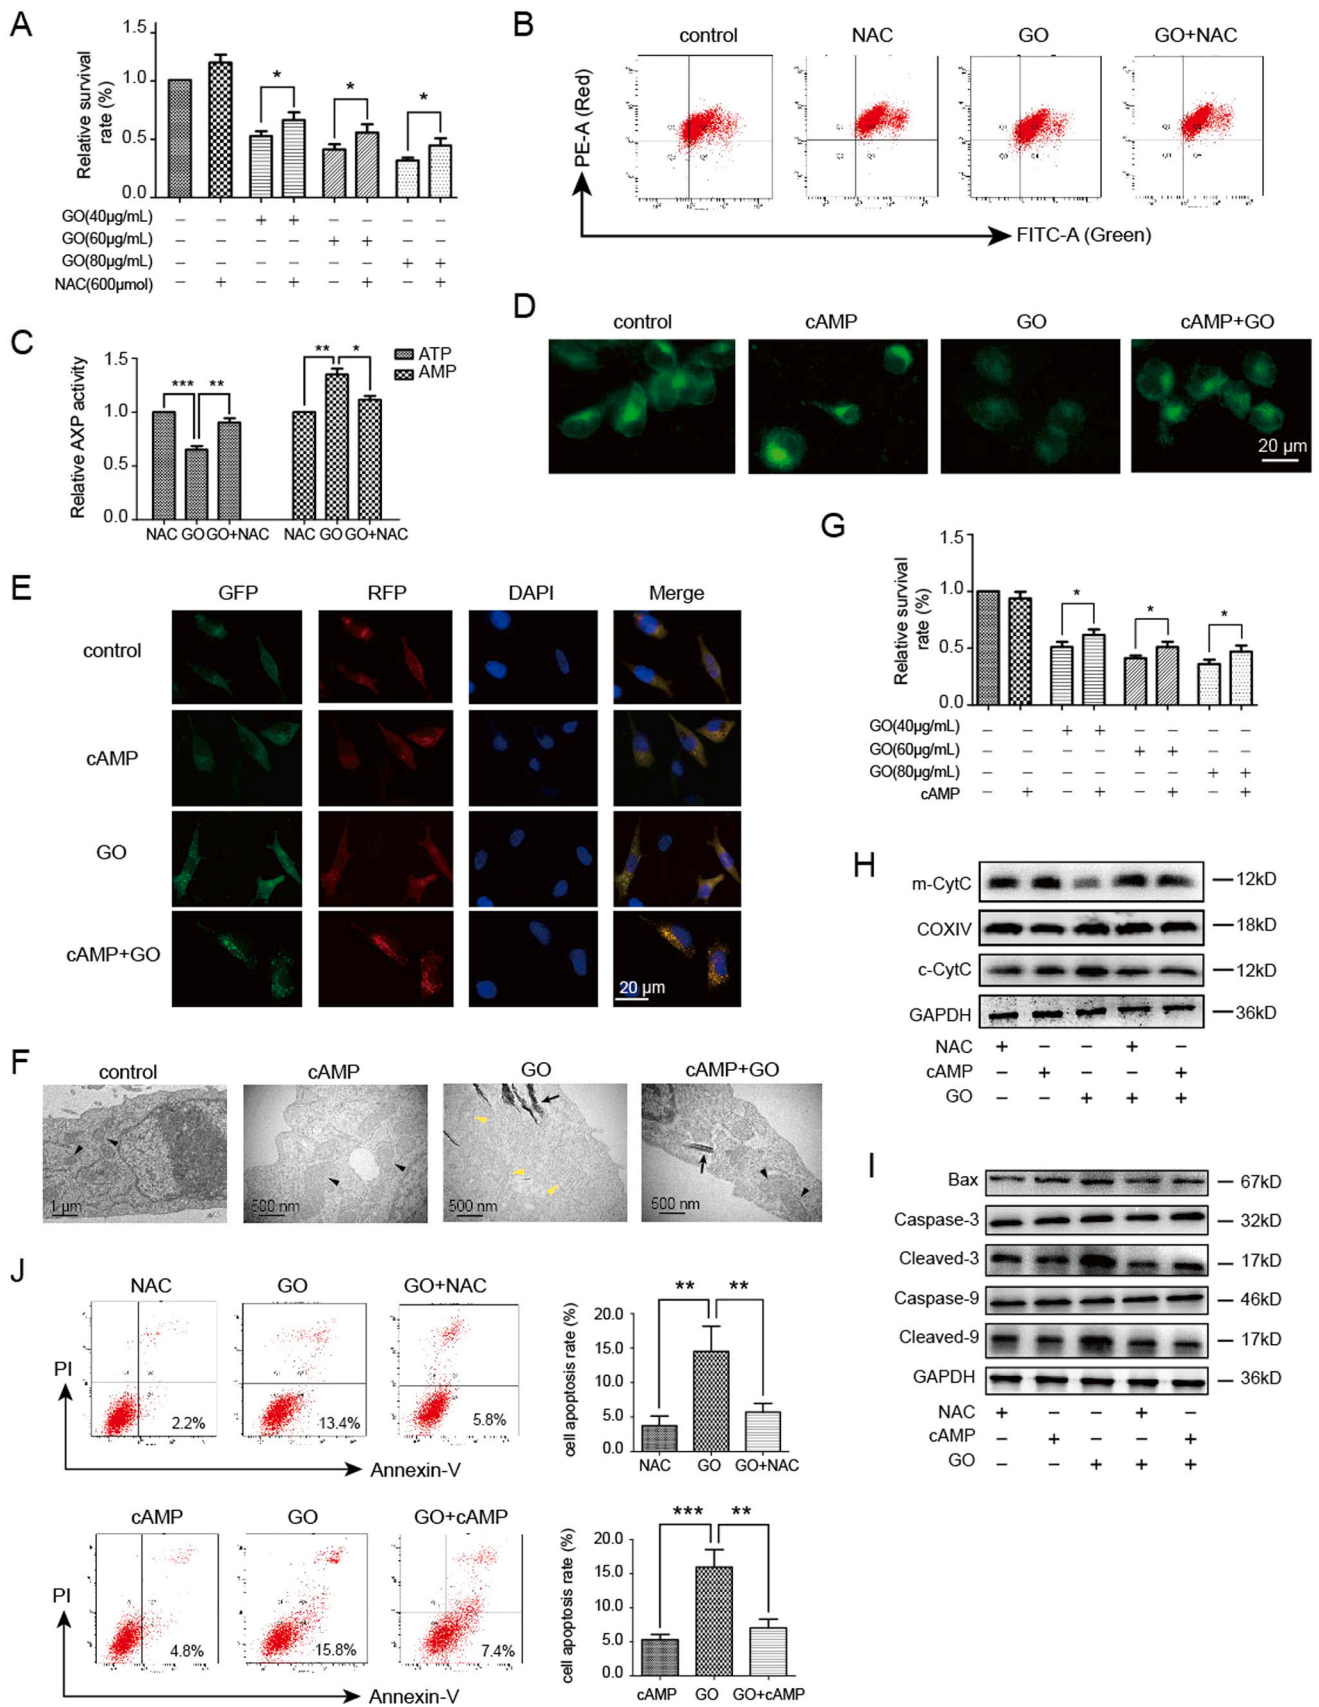 A
1.5
1.0
0.5
0.0
Relative survival
rate (%)
*
*
*
GO(40µg/mL) – – + + – – – –
GO(60µg/mL) – – – – + + – –
GO(80µg/mL) – – – – – – + +
NAC(600µmol) – + – + – + – +
B
control NAC GO GO+NAC
PE-A (Red)
FITC-A (Green)
C
1.5
1.0
0.5
0.0
Relative AXP activity
*** **
** *
ATP
AMP
NAC GO GO+NAC NAC GO GO+NAC
D
control cAMP GO cAMP+GO
20 µm
E
GFP RFP DAPI Merge
control
cAMP
GO
cAMP+GO
20 µm
F
control cAMP GO cAMP+GO
1 µm 500 nm 500 nm 500 nm
G
1.5
1.0
0.5
0.0
Relative survival
rate (%)
*
*
*
GO(40µg/mL) – – + + – – – –
GO(60µg/mL) – – – – + + – –
GO(80µg/mL) – – – – – – + +
cAMP – + – + – + – +
H
m-CytC 12kD
COXIV 18kD
c-CytC 12kD
GAPDH 36kD
NAC + – – + –
cAMP – + – – +
GO – – + + +
I
Bax 67kD
Caspase-3 32kD
Cleaved-3 17kD
Caspase-9 46kD
Cleaved-9 17kD
GAPDH 36kD
NAC + – – + –
cAMP – + – – +
GO – – + + +
J
NAC GO GO+NAC
PI
2.2% 13.4% 5.8%
Annexin-V
cell apoptosis rate (%)
20.0
15.0
10.0
5.0
0.0
** **
NAC GO GO+NAC
cAMP GO GO+cAMP
PI
4.8% 15.8% 7.4%
Annexin-V
cell apoptosis rate (%)
20.0
15.0
10.0
5.0
0.0
*** **
cAMP GO GO+cAMP